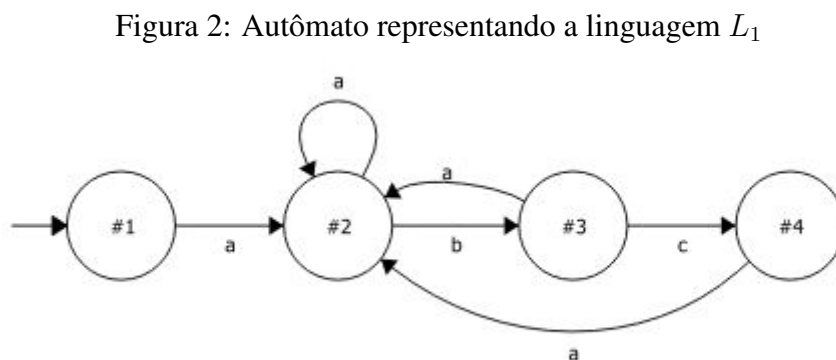 Figura 2: Autômato representando a linguagem L₁
a
a
#1
#2
#3
#4
a
b
c
a